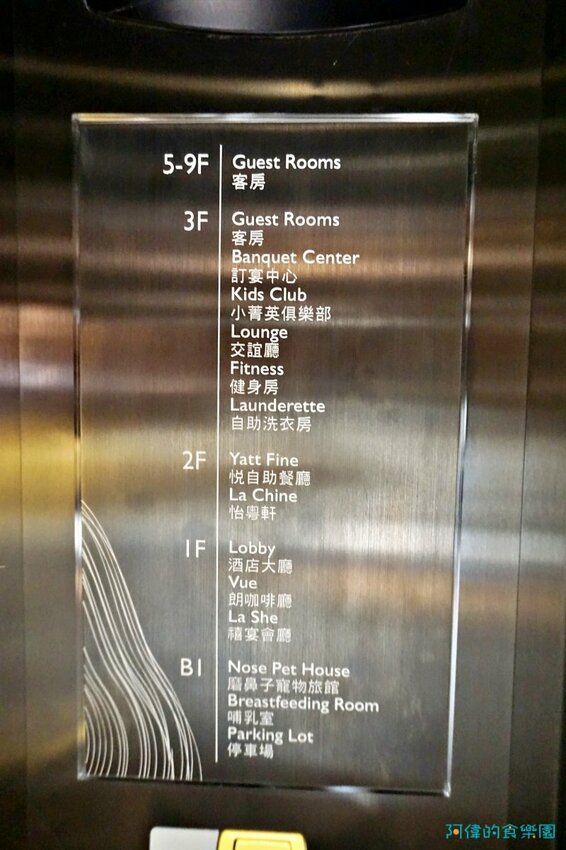 5-9F Guest Rooms
客房
3F Guest Rooms
客房
Banquet Center
訂宴中心
Kids Club
小菁英俱樂部
Lounge
交誼廳
Fitness
健身房
Launderette
自助洗衣房
2F Yatt Fine
悦自助餐廳
La Chine
怡粵軒
1F Lobby
酒店大廳
Vue
朗咖啡廳
La She
禧宴會廳
B1 Nose Pet House
磨鼻子寵物旅館
Breastfeeding Room
哺乳室
Parking Lot
停車場
阿偉的食樂園